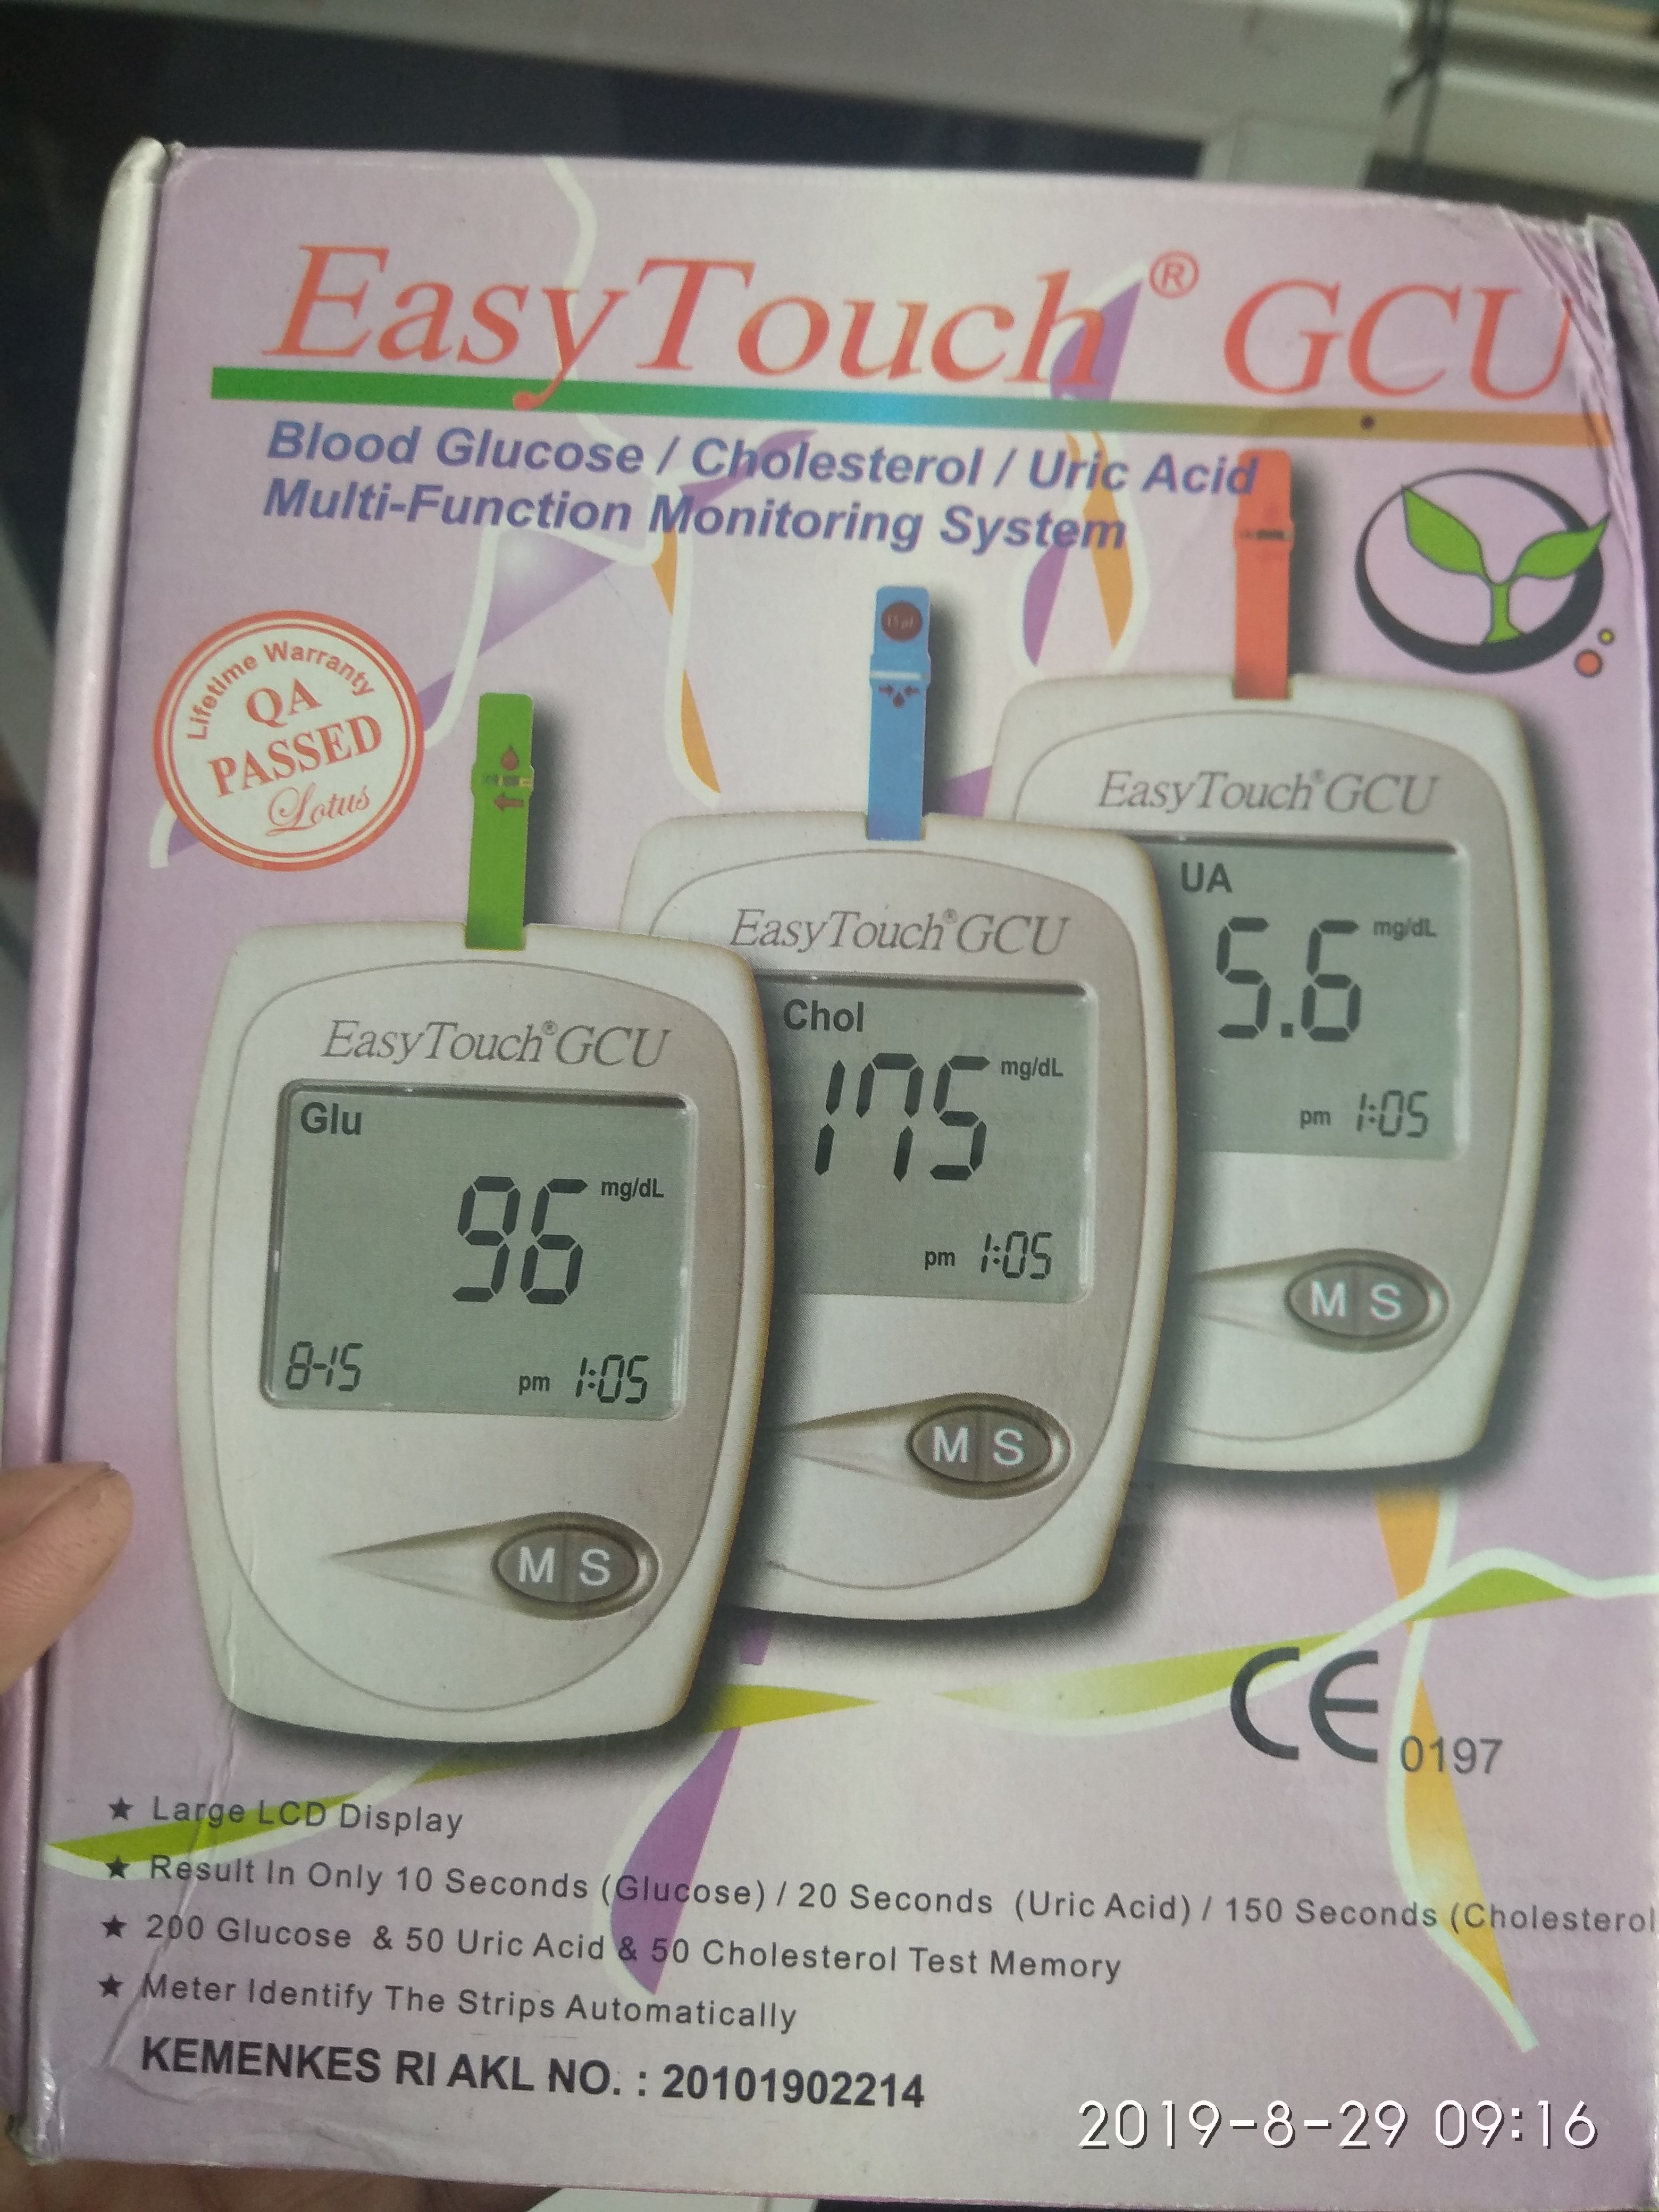 EasyTouch® GCU
Blood Glucose / Cholesterol / Uric Acid
Multi-Function Monitoring System
Lifetime Warranty
QA
PASSED
Lotus
15 µL
EasyTouch® GCU
UA
5.6 mg/dL
pm 1:05
M S
EasyTouch® GCU
Chol
175 mg/dL
pm 1:05
M S
EasyTouch® GCU
Glu
96 mg/dL
8-15 pm 1:05
M S
CE 0197
★ Large LCD Display
★ Result In Only 10 Seconds (Glucose) / 20 Seconds (Uric Acid) / 150 Seconds (Cholesterol
★ 200 Glucose & 50 Uric Acid & 50 Cholesterol Test Memory
★ Meter Identify The Strips Automatically
KEMENKES RI AKL NO. : 20101902214
2019-8-29 09:16